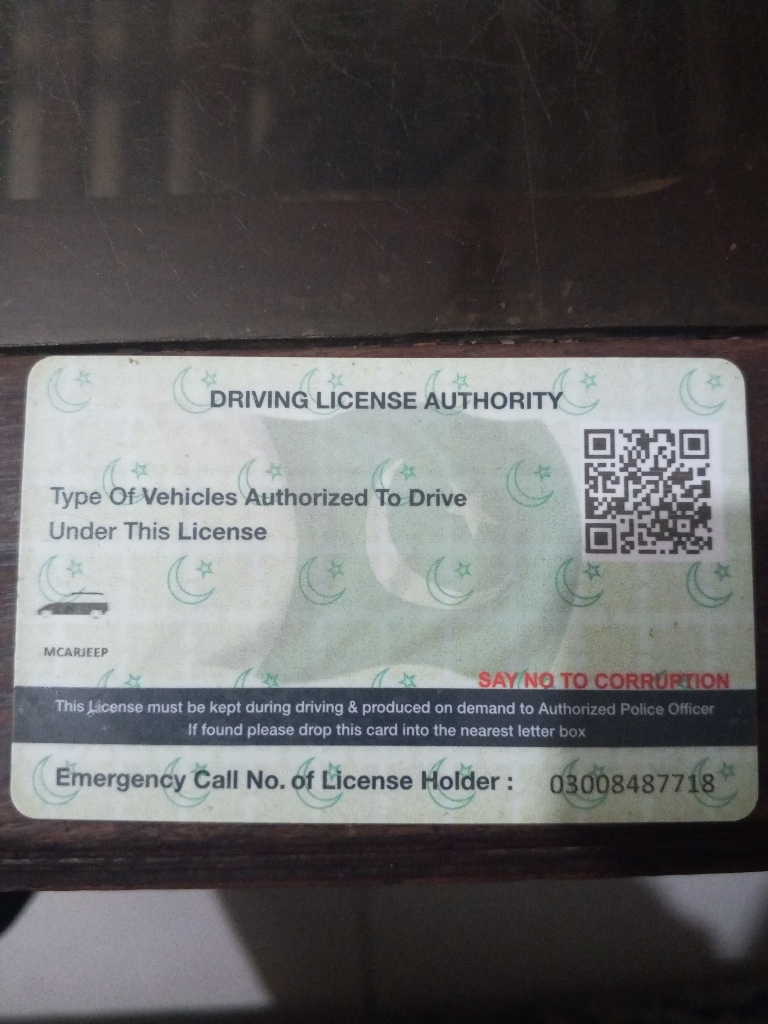 DRIVING LICENSE AUTHORITY
Type Of Vehicles Authorized To Drive
Under This License
MCARJEEP
SAY NO TO CORRUPTION
This License must be kept during driving & produced on demand to Authorized Police Officer
If found please drop this card into the nearest letter box
Emergency Call No. of License Holder : 03008487718